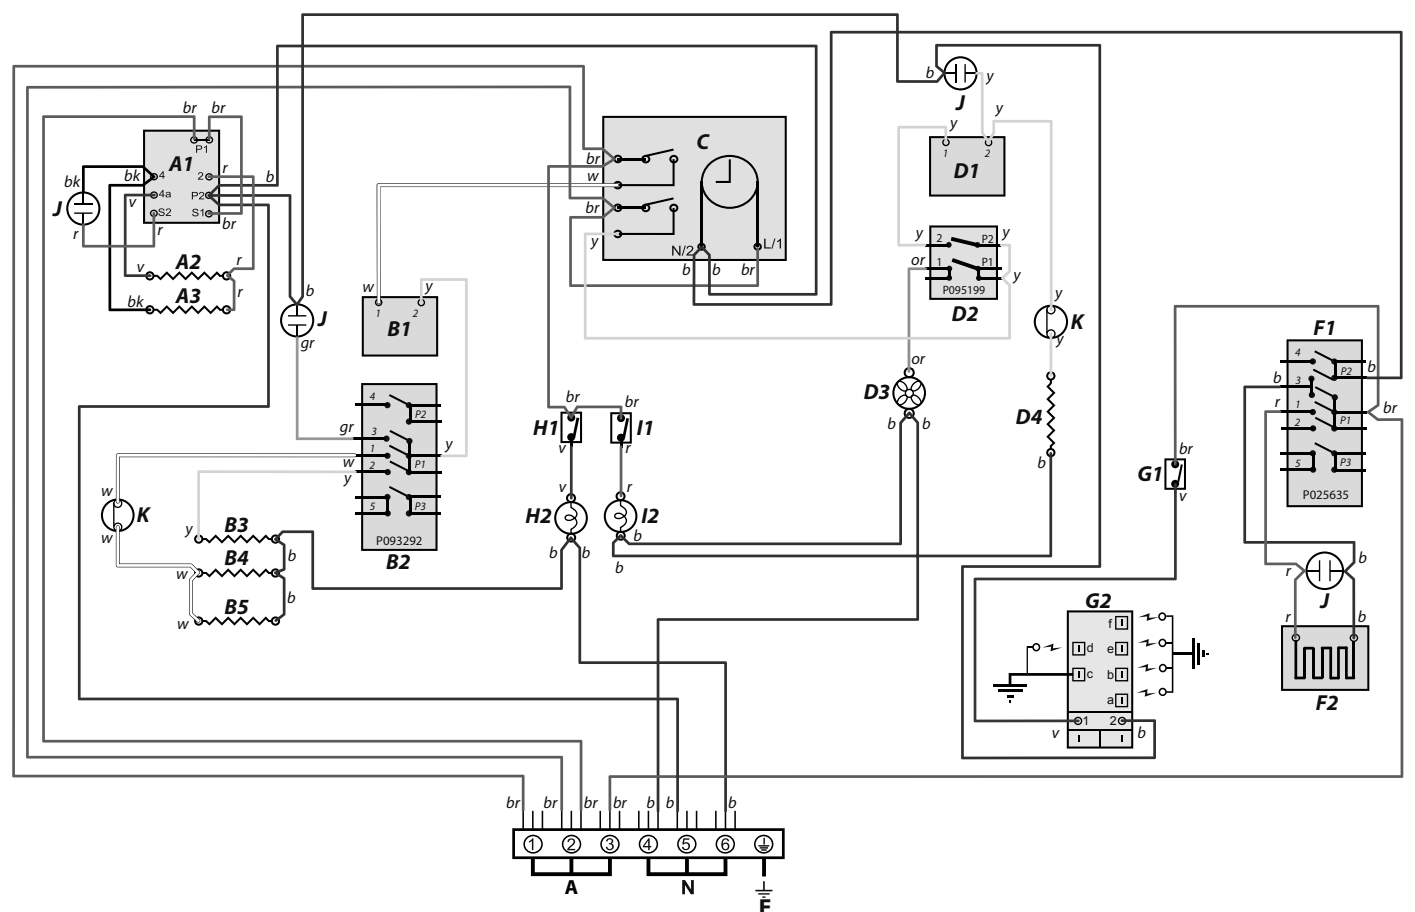 b
J
y
y
y
br
br
P1
A1
4
2
r
b
bk
bk
4a
P2
v
S2
S1
br
J
r
r
v
A2
r
bk
A3
r
C
br
w
br
y
N/2
L/1
b
b
br
1
2
D1
y
2
P2
y
or
1
P1
y
P095199
D2
b
J
gr
w
y
1
2
B1
y
K
y
F1
4
P2
b
b
3
r
1
P1
br
2
5
P3
P025635
or
D3
b
b
D4
b
4
P2
gr
3
w
1
P1
y
y
2
5
P3
P093292
B2
br
br
H1
I1
v
r
v
r
H2
I2
b
b
b
w
K
w
y
B3
b
w
B4
b
w
B5
br
G1
v
r
b
J
r
b
F2
G2
f
d
e
c
b
a
1
2
v
b
br
br
br
br
b
b
b
1
2
3
4
5
6
A
N
E